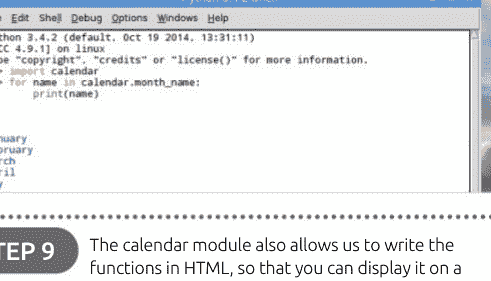 Edit Shell Debug Options Windows Help
thon 3.4.2 (default, Oct 19 2014, 13:31:11)
CC 4.9.1] on linux
pe "copyright", "credits" or "license()" for more information.
> import calendar
> for name in calendar.month_name:
print(name)
nuary
bruary
rch
ril
y
TEP 9
The calendar module also allows us to write the
functions in HTML, so that you can display it on a